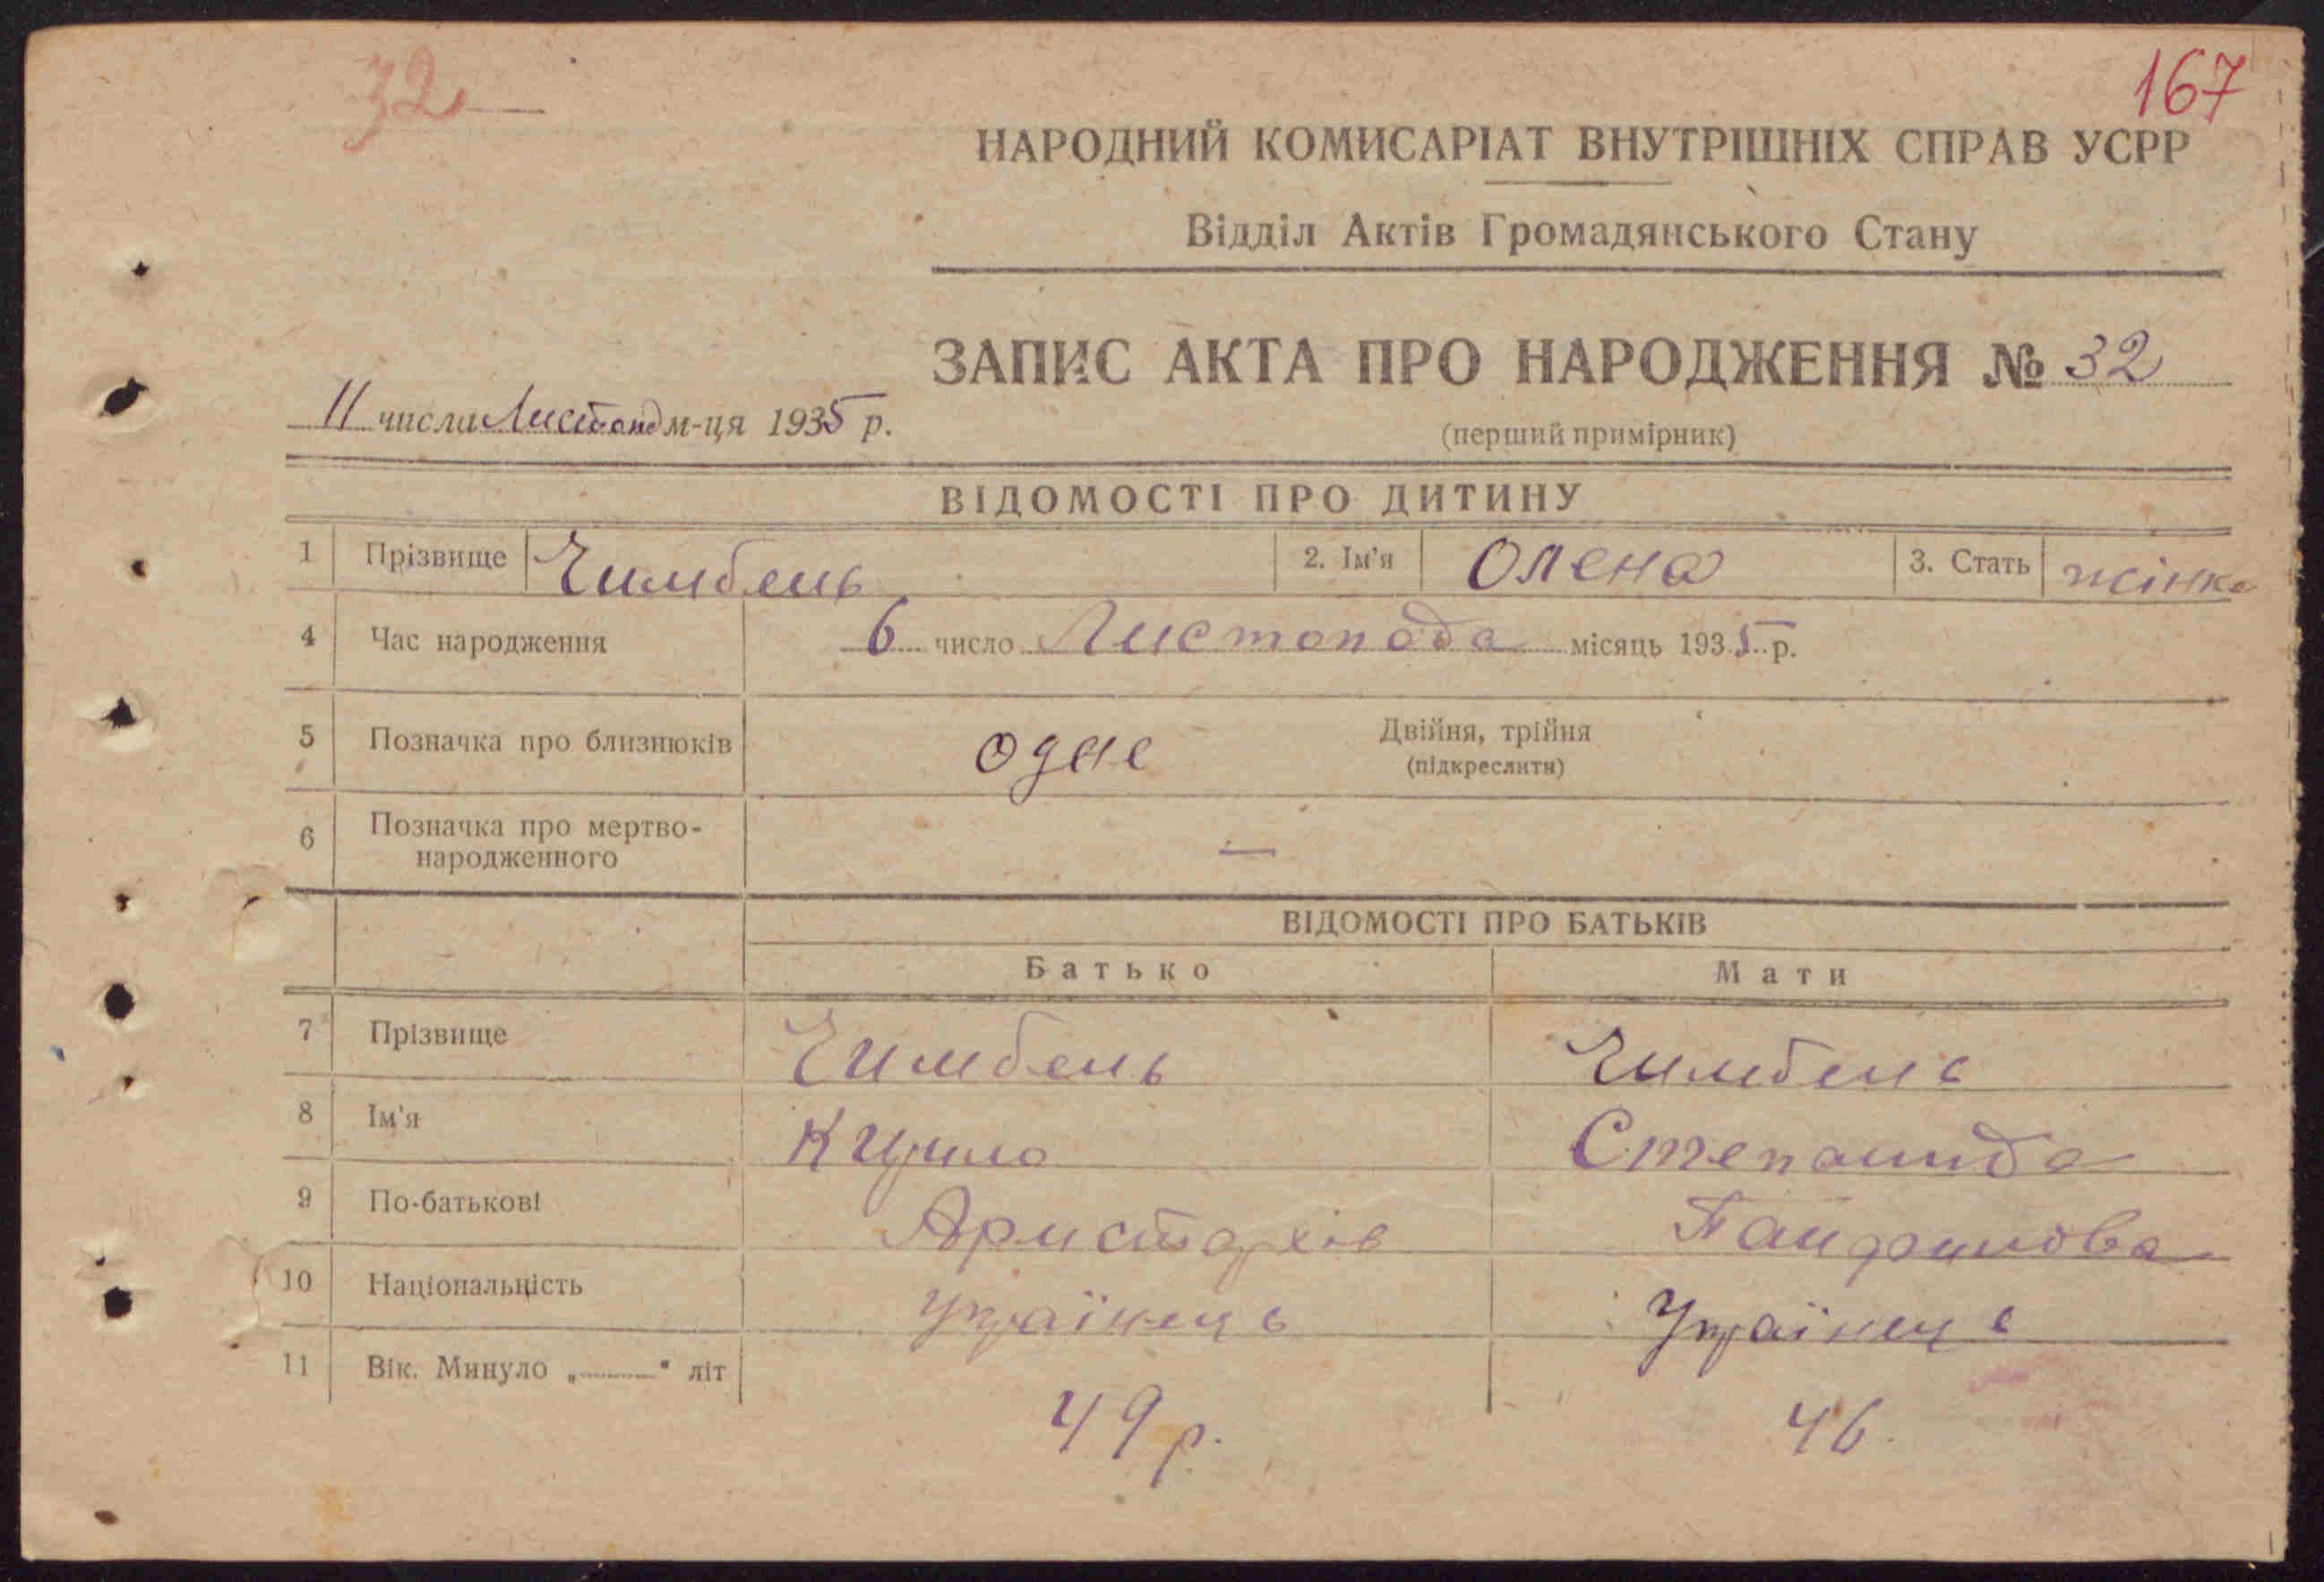 32
167
НАРОДНИЙ КОМИСАРІАТ ВНУТРІШНІХ СПРАВ УСРР
Відділ Актів Громадянського Стану
ЗАПИС АКТА ПРО НАРОДЖЕННЯ № 32
11 числа Листопад м-ця 1935 р.
(перший примірник)
ВІДОМОСТІ ПРО ДИТИНУ
1 Прізвище Чимбель 2. Ім'я Олена 3. Стать жінка
4 Час народження 6 число Листопада місяць 1935 р.
5 Позначка про близнюків одне Двійня, трійня
(підкреслити)
6 Позначка про мертво-
народженного —
ВІДОМОСТІ ПРО БАТЬКІВ
Батько Мати
7 Прізвище Чимбель Чимбель
8 Ім'я Кирило Степанида
9 По-батькові Аристархів
10 Національність Українець Українець
11 Вік. Минуло „ “ літ
49 р. 46.